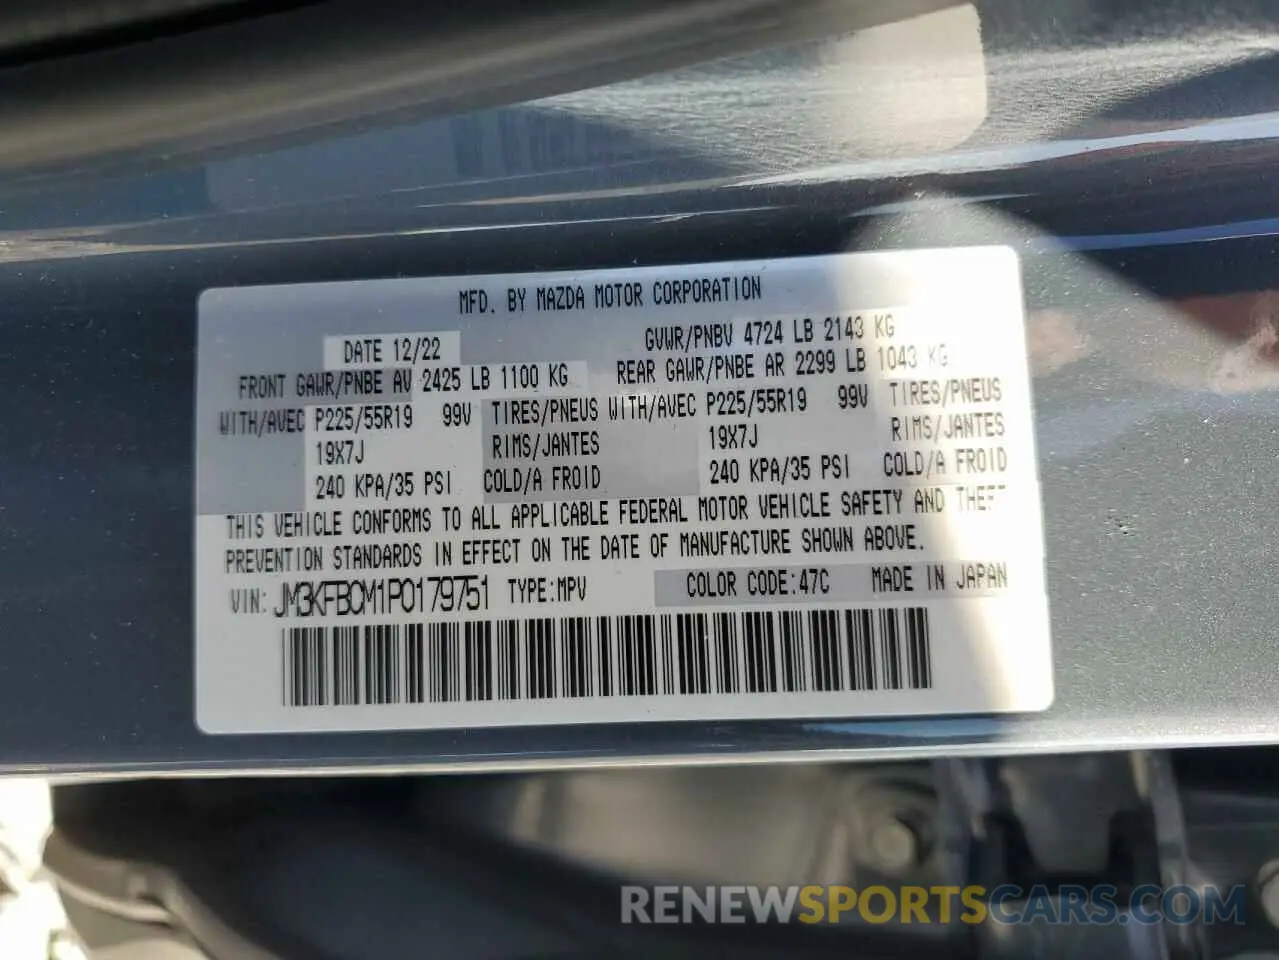 MFD. BY MAZDA MOTOR CORPORATION
DATE 12/22 GVWR/PNBV 4724 LB 2143 KG
FRONT GAWR/PNBE AV 2425 LB 1100 KG REAR GAWR/PNBE AR 2299 LB 1043 KG
WITH/AVEC P225/55R19 99V TIRES/PNEUS WITH/AVEC P225/55R19 99V TIRES/PNEUS
19X7J RIMS/JANTES 19X7J RIMS/JANTES
240 KPA/35 PSI COLD/A FROID 240 KPA/35 PSI COLD/A FROID
THIS VEHICLE CONFORMS TO ALL APPLICABLE FEDERAL MOTOR VEHICLE SAFETY AND THEFT
PREVENTION STANDARDS IN EFFECT ON THE DATE OF MANUFACTURE SHOWN ABOVE.
VIN: JM3KFBCM1P0179751 TYPE:MPV COLOR CODE:47C MADE IN JAPAN
RENEWSPORTSCARS.COM